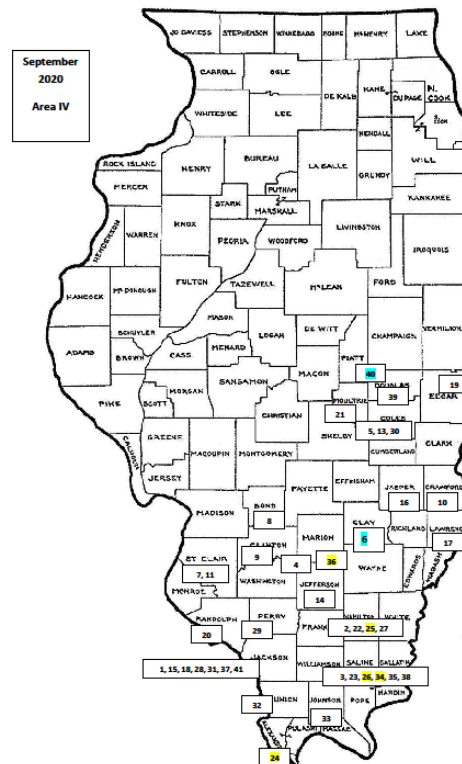 JO DAVIESS STEPHENSON WINNEBAGO BOONE McHENRY LAKE
September
2020
Area IV
CARROLL OGLE
DE KALB KANE DU PAGE N. COOK
S. COOK
WHITESIDE LEE
KENDALL WILL
ROCK ISLAND HENRY BUREAU LA SALLE GRUNDY
MERCER PUTNAM KANKAKEE
STARK MARSHALL
HENDERSON WARREN KNOX PEORIA WOODFORD LIVINGSTON IROQUOIS
FULTON TAZEWELL McLEAN FORD
HANCOCK McDONOUGH
MASON
SCHUYLER LOGAN DE WITT CHAMPAIGN VERMILION
ADAMS BROWN CASS MENARD PIATT
MACON 40
MORGAN SANGAMON DOUGLAS 19
PIKE SCOTT 39 EDGAR
CHRISTIAN MOULTRIE COLES
21
5, 13, 30
GREENE SHELBY CLARK
CALHOUN MACOUPIN MONTGOMERY CUMBERLAND
JERSEY
FAYETTE EFFINGHAM JASPER CRAWFORD
16 10
MADISON BOND
8
CLAY RICHLAND LAWRENCE
MARION 6 17
CLINTON
9 4 36
ST CLAIR WAYNE EDWARDS WABASH
7, 11 WASHINGTON JEFFERSON
MONROE 14
RANDOLPH PERRY HAMILTON WHITE
20 29 FRANK 2, 22, 25, 27
JACKSON WILLIAMSON SALINE GALLATIN
1, 15, 18, 28, 31, 37, 41 3, 23, 26, 34, 35, 38
HARDIN
UNION JOHNSON POPE
32 33
ALEXANDER PULASKI MASSAC
24